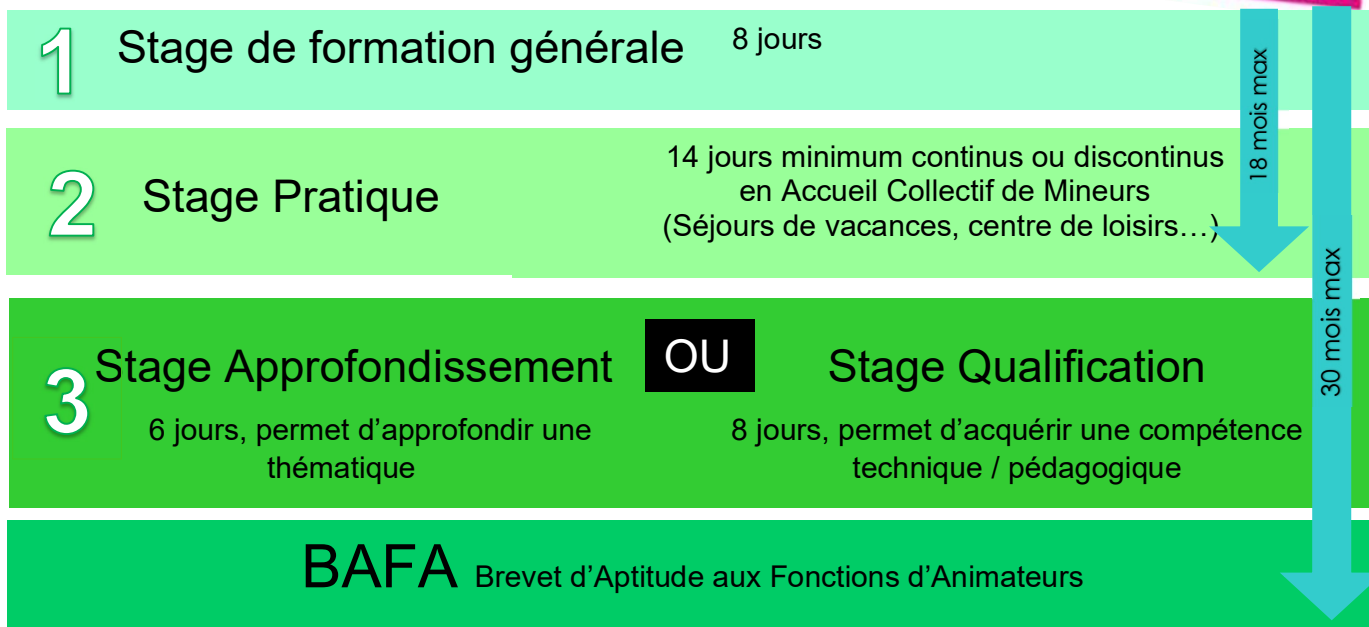 1 Stage de formation générale 8 jours
18 mois max
2 Stage Pratique
14 jours minimum continus ou discontinus
en Accueil Collectif de Mineurs
(Séjours de vacances, centre de loisirs…)
30 mois max
3 Stage Approfondissement OU Stage Qualification
6 jours, permet d’approfondir une
thématique
8 jours, permet d’acquérir une compétence
technique / pédagogique
BAFA Brevet d’Aptitude aux Fonctions d’Animateurs